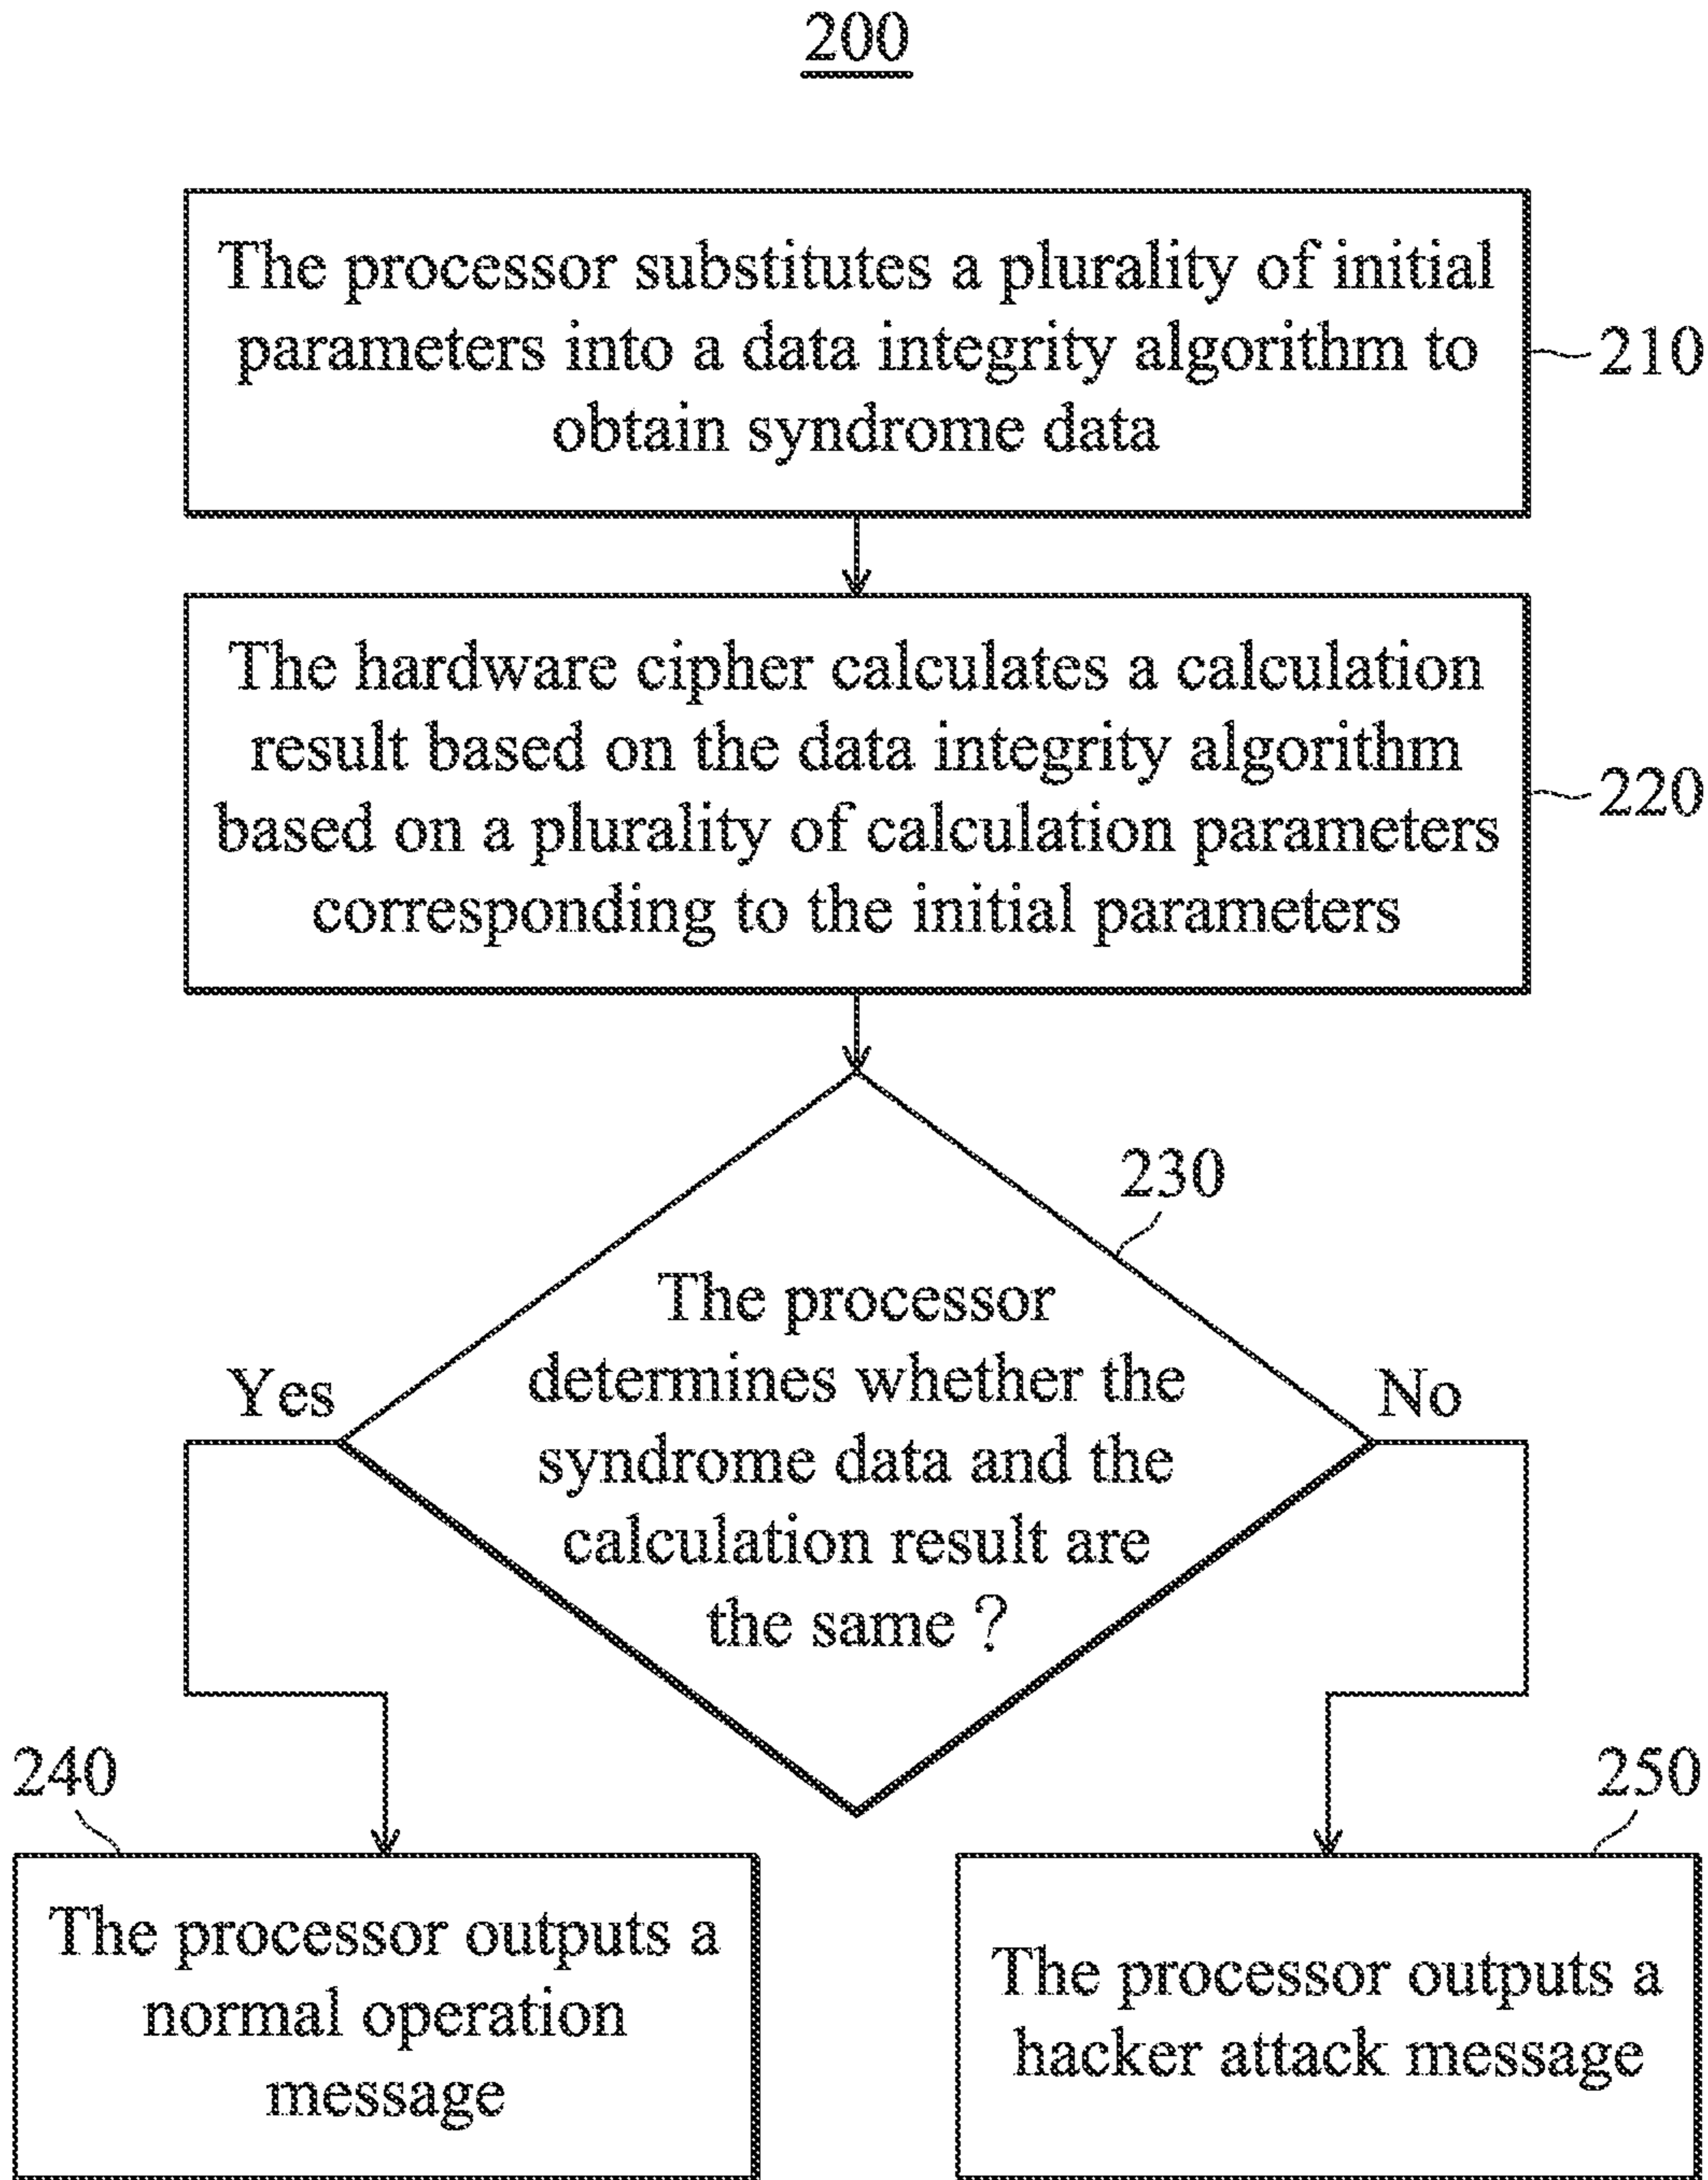 200
The processor substitutes a plurality of initial
parameters into a data integrity algorithm to
obtain syndrome data
210
The hardware cipher calculates a calculation
result based on the data integrity algorithm
based on a plurality of calculation parameters
corresponding to the initial parameters
220
230
The processor
determines whether the
syndrome data and the
calculation result are
the same ?
Yes
No
240
The processor outputs a
normal operation
message
250
The processor outputs a
hacker attack message